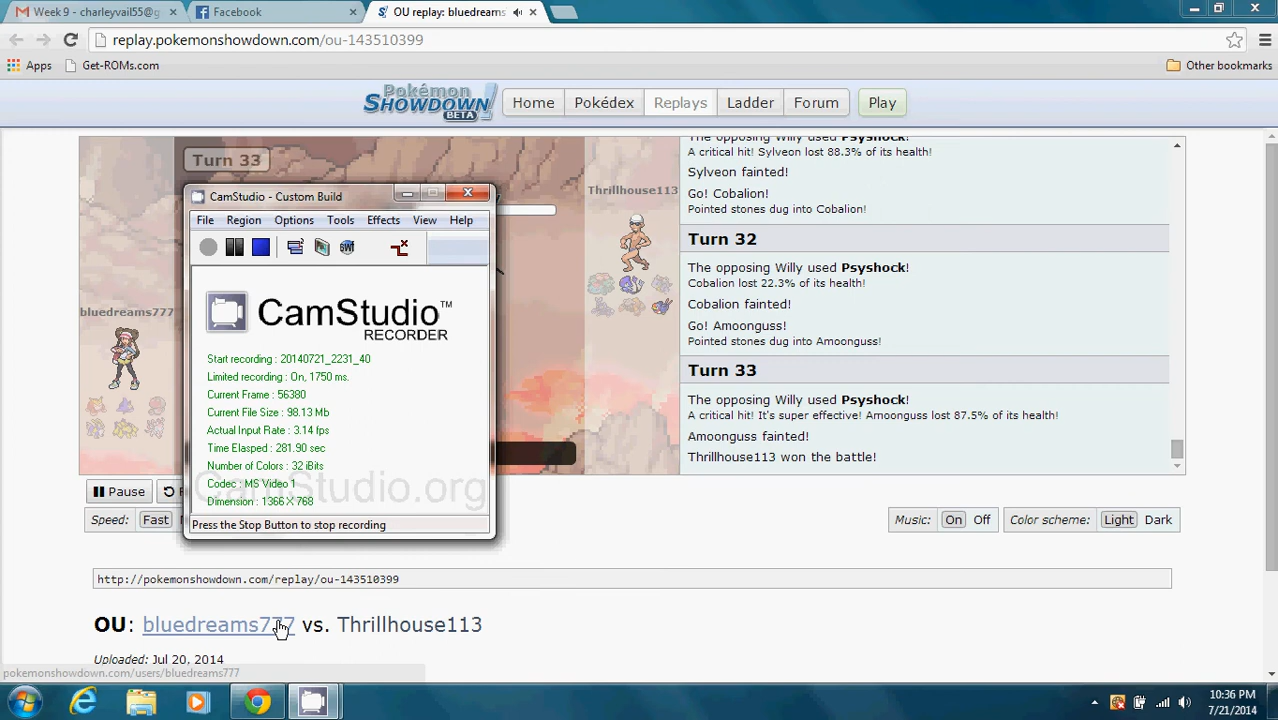 Week 9 - charleyvail55@g
Facebook
OU replay: bluedreams
replay.pokemonshowdown.com/ou-143510399
Apps
Get-ROMs.com
Other bookmarks
Pokémon
SHOWDOWN!
BETA
Home
Pokédex
Replays
Ladder
Forum
Play
Turn 33
bluedreams777
Thrillhouse113
The opposing Willy used Psyshock!
A critical hit! Sylveon lost 88.3% of its health!
Sylveon fainted!
Go! Cobalion!
Pointed stones dug into Cobalion!
Turn 32
The opposing Willy used Psyshock!
Cobalion lost 22.3% of its health!
Cobalion fainted!
Go! Amoonguss!
Pointed stones dug into Amoonguss!
Turn 33
The opposing Willy used Psyshock!
A critical hit! It's super effective! Amoonguss lost 87.5% of its health!
Amoonguss fainted!
Thrillhouse113 won the battle!
CamStudio - Custom Build
File Region Options Tools Effects View Help
SWF
CamStudio™
RECORDER
Start recording : 20140721_2231_40
Limited recording : On, 1750 ms.
Current Frame : 56380
Current File Size : 98.13 Mb
Actual Input Rate : 3.14 fps
Time Elasped : 281.90 sec
Number of Colors : 32 iBits
Codec : MS Video 1
Dimension : 1366 X 768
CamStudio.org
Press the Stop Button to stop recording
Pause
Speed: Fast
Music: On Off
Color scheme: Light Dark
http://pokemonshowdown.com/replay/ou-143510399
OU: bluedreams777 vs. Thrillhouse113
Uploaded: Jul 20, 2014
pokemonshowdown.com/users/bluedreams777
10:36 PM
7/21/2014